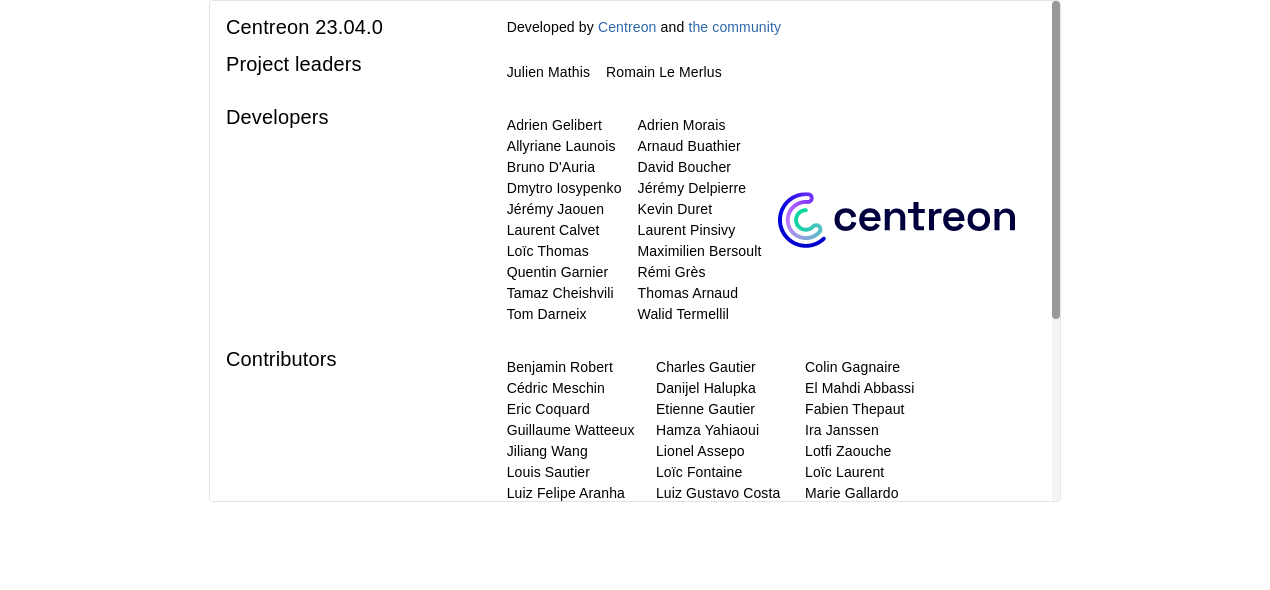 Centreon 23.04.0
Developed by Centreon and the community
Project leaders
Julien Mathis Romain Le Merlus
Developers
Adrien Gelibert Adrien Morais
Allyriane Launois Arnaud Buathier
Bruno D'Auria David Boucher
Dmytro Iosypenko Jérémy Delpierre
Jérémy Jaouen Kevin Duret
Laurent Calvet Laurent Pinsivy
Loïc Thomas Maximilien Bersoult
Quentin Garnier Rémi Grès
Tamaz Cheishvili Thomas Arnaud
Tom Darneix Walid Termellil
centreon
Contributors
Benjamin Robert Charles Gautier Colin Gagnaire
Cédric Meschin Danijel Halupka El Mahdi Abbassi
Eric Coquard Etienne Gautier Fabien Thepaut
Guillaume Watteeux Hamza Yahiaoui Ira Janssen
Jiliang Wang Lionel Assepo Lotfi Zaouche
Louis Sautier Loïc Fontaine Loïc Laurent
Luiz Felipe Aranha Luiz Gustavo Costa Marie Gallardo